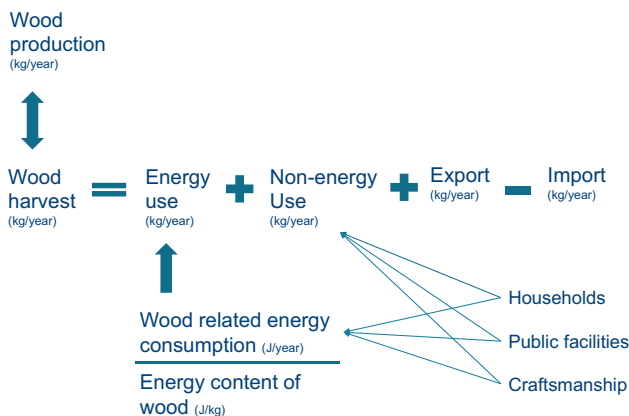 Wood
production
(kg/year)
Wood
harvest
(kg/year)
=
Energy
use
(kg/year)
+
Non-energy
Use
(kg/year)
+
Export
(kg/year)
-
Import
(kg/year)
Wood related energy
consumption (J/year)
Energy content of
wood (J/kg)
Households
Public facilities
Craftsmanship